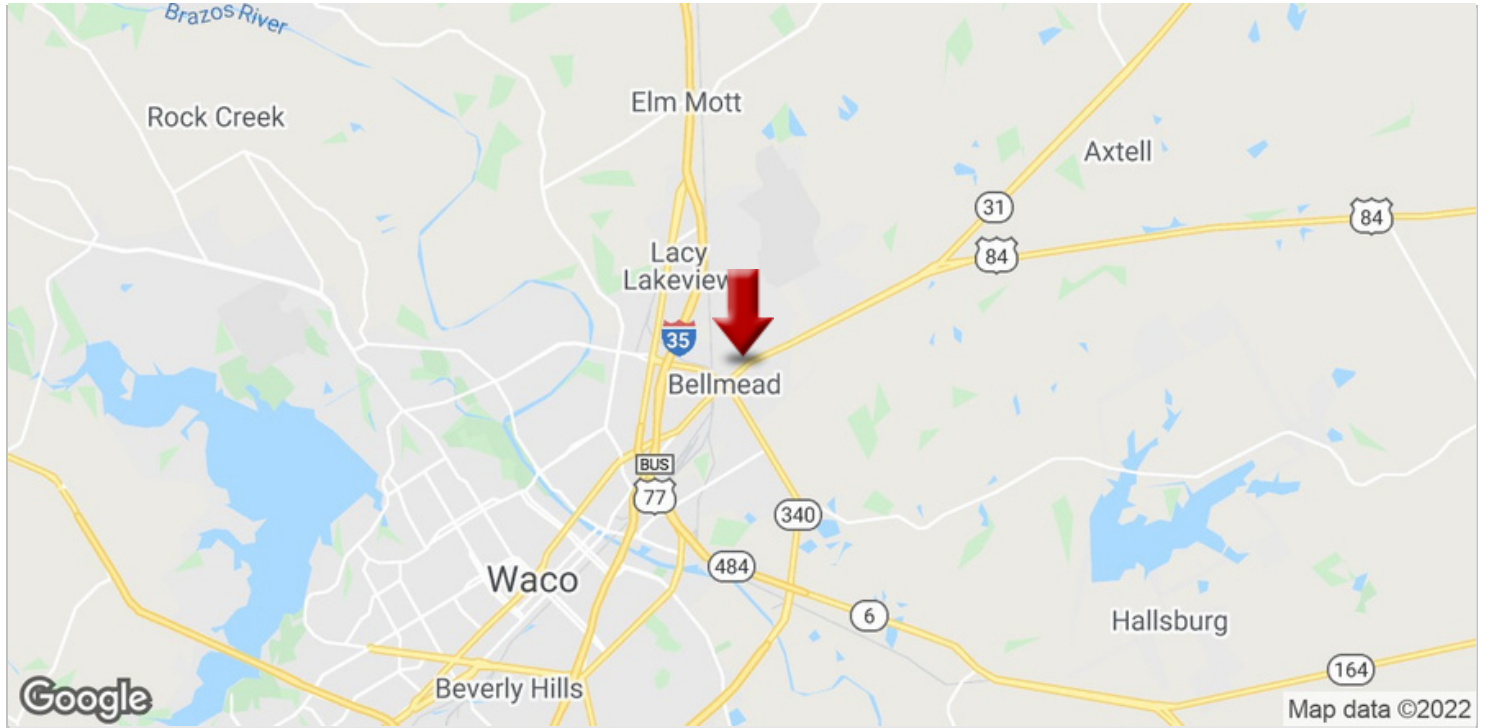 Brazos River
Elm Mott
Rock Creek
Axtell
31
84
84
Lacy
Lakeview
35
Bellmead
BUS
77
340
484
Waco
6
Hallsburg
164
Beverly Hills
Google
Map data ©2022